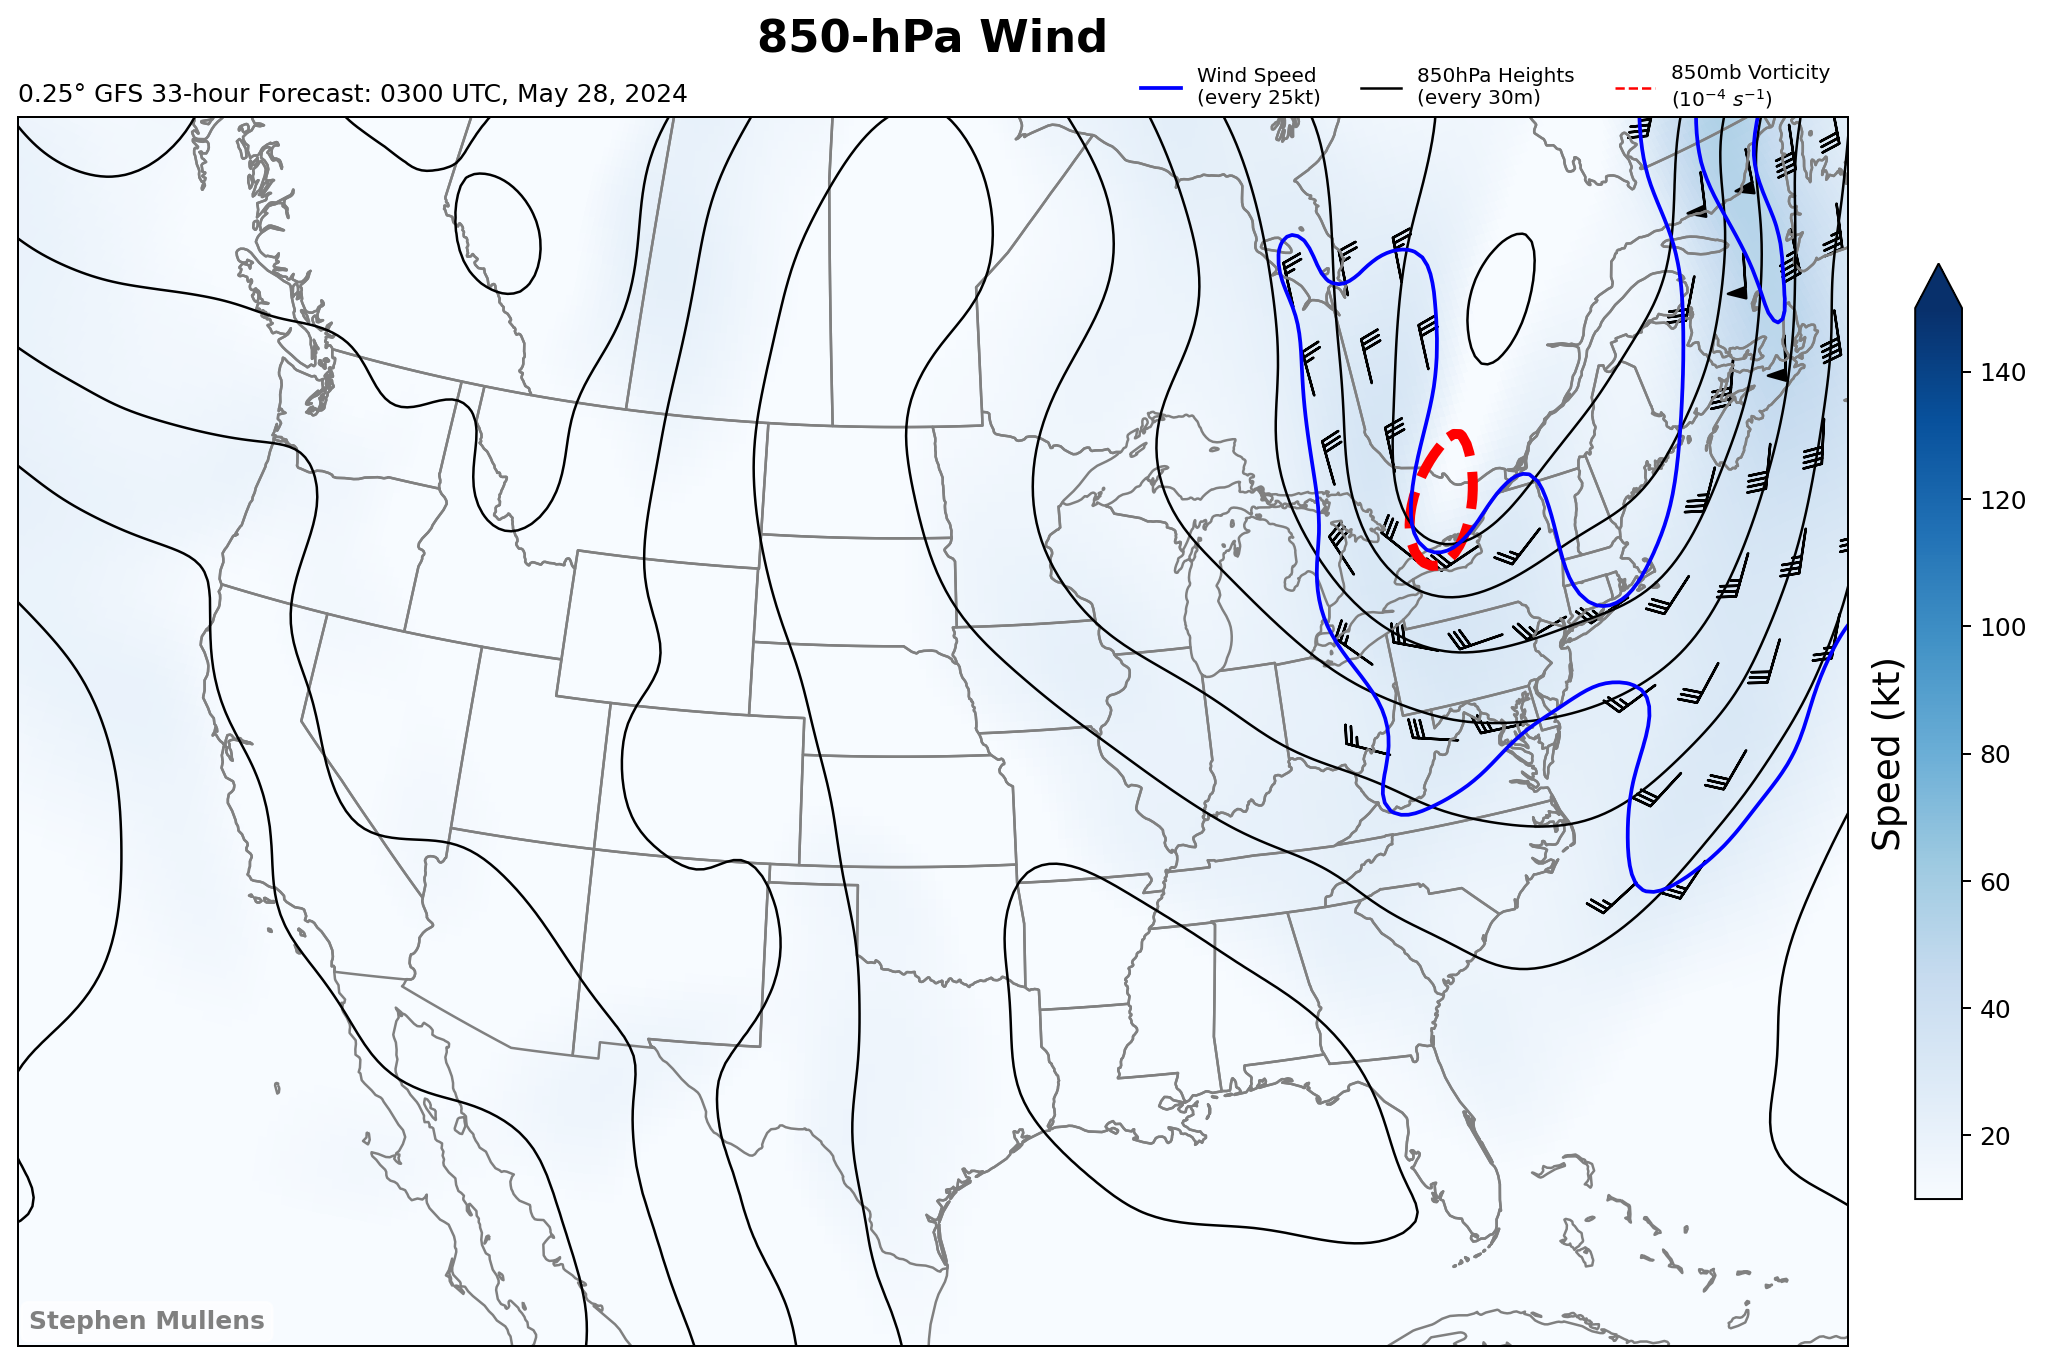 850-hPa Wind
0.25° GFS 33-hour Forecast: 0300 UTC, May 28, 2024
Wind Speed
(every 25kt)
850hPa Heights
(every 30m)
850mb Vorticity
(10⁻⁴ s⁻¹)
140
120
100
80
60
40
20
Speed (kt)
Stephen Mullens